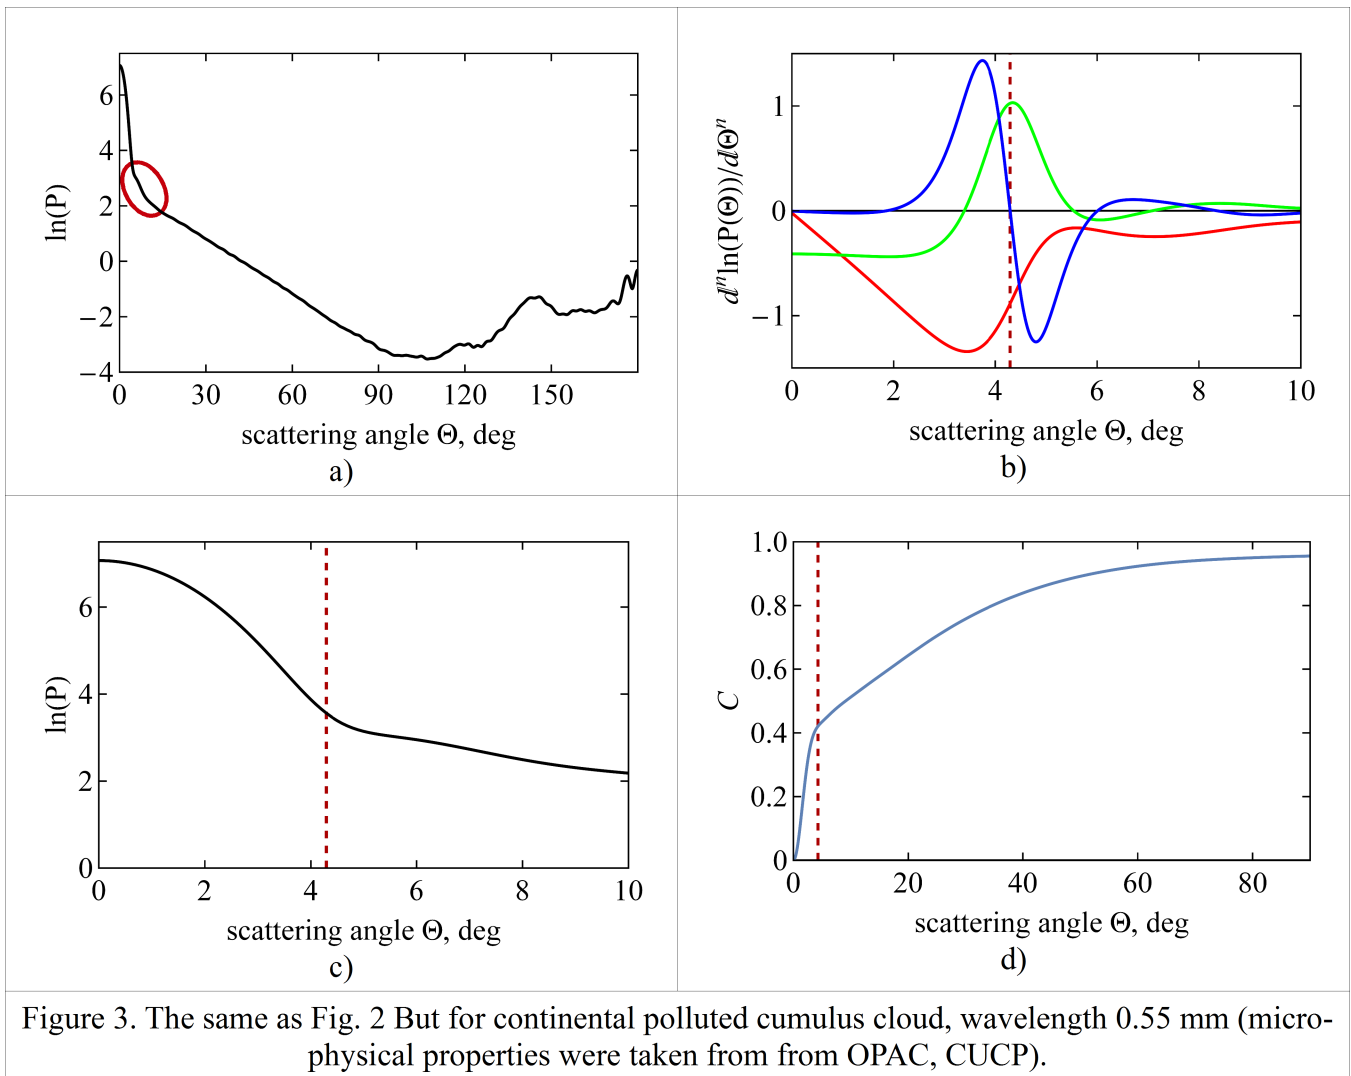 6
4
2
0
−2
−4
ln(P)
0 30 60 90 120 150
scattering angle Θ, deg
a)
1
0
−1
dⁿln(P(Θ))/dΘⁿ
0 2 4 6 8 10
scattering angle Θ, deg
b)
6
4
2
0
ln(P)
0 2 4 6 8 10
scattering angle Θ, deg
c)
1.0
0.8
0.6
0.4
0.2
0
C
0 20 40 60 80
scattering angle Θ, deg
d)
Figure 3. The same as Fig. 2 But for continental polluted cumulus cloud, wavelength 0.55 mm (micro-
physical properties were taken from from OPAC, CUCP).